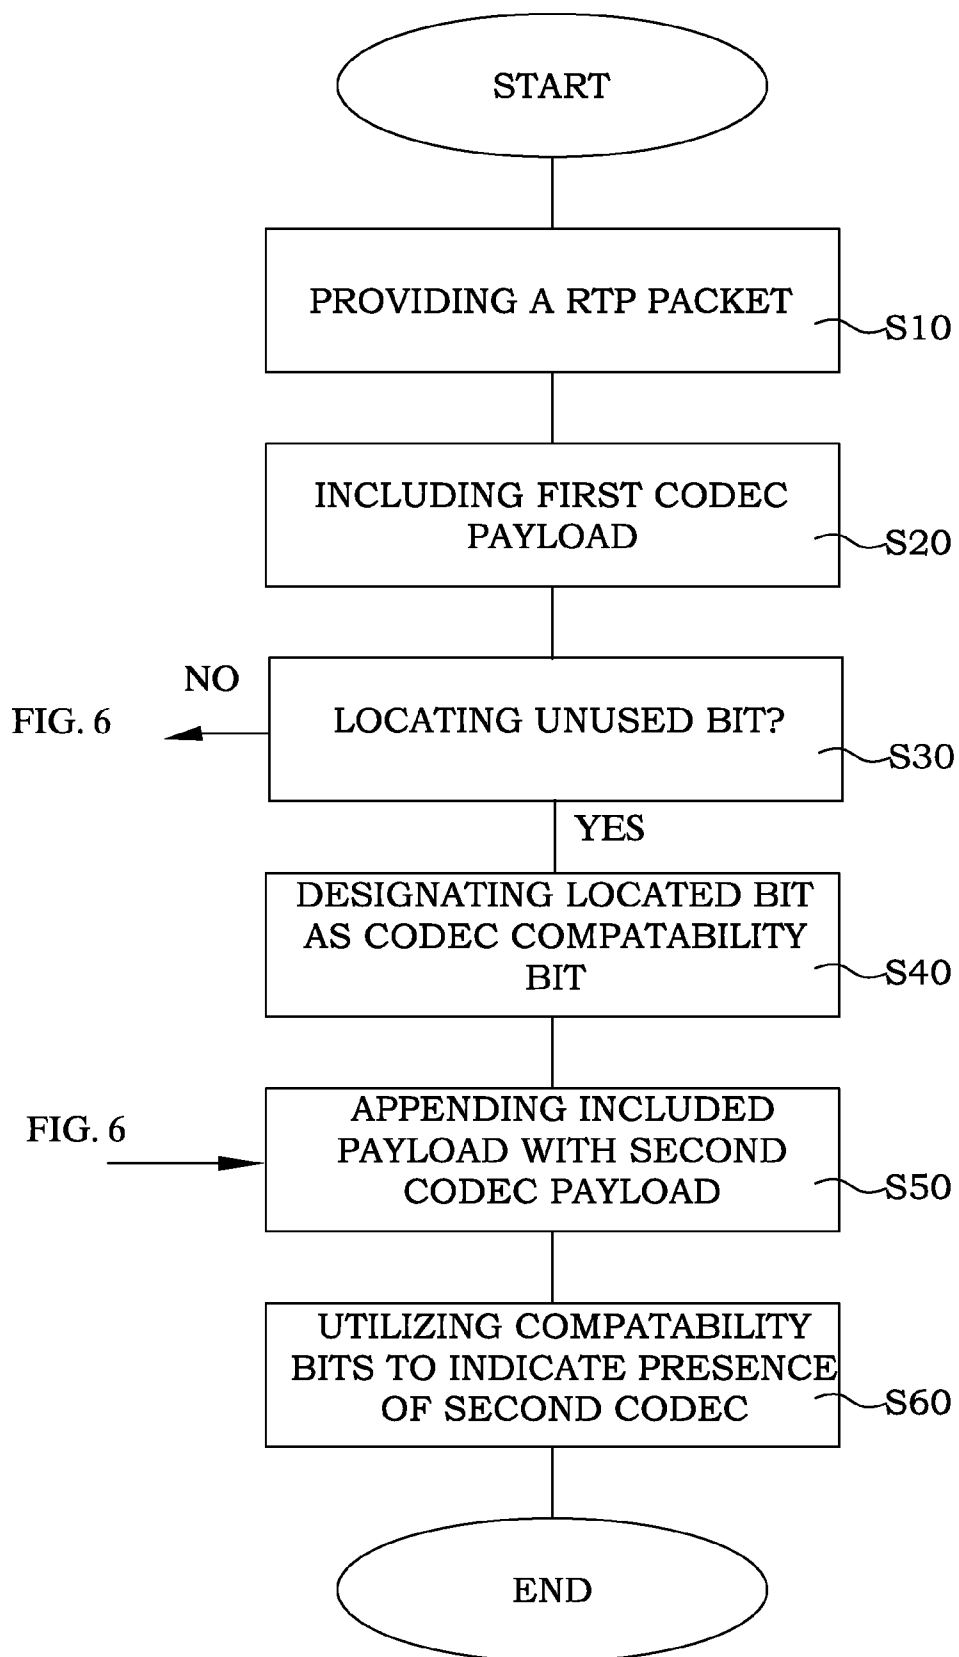 START
PROVIDING A RTP PACKET
S10
INCLUDING FIRST CODEC
PAYLOAD
S20
NO
FIG. 6
LOCATING UNUSED BIT?
S30
YES
DESIGNATING LOCATED BIT
AS CODEC COMPATABILITY
BIT
S40
FIG. 6
APPENDING INCLUDED
PAYLOAD WITH SECOND
CODEC PAYLOAD
S50
UTILIZING COMPATABILITY
BITS TO INDICATE PRESENCE
OF SECOND CODEC
S60
END